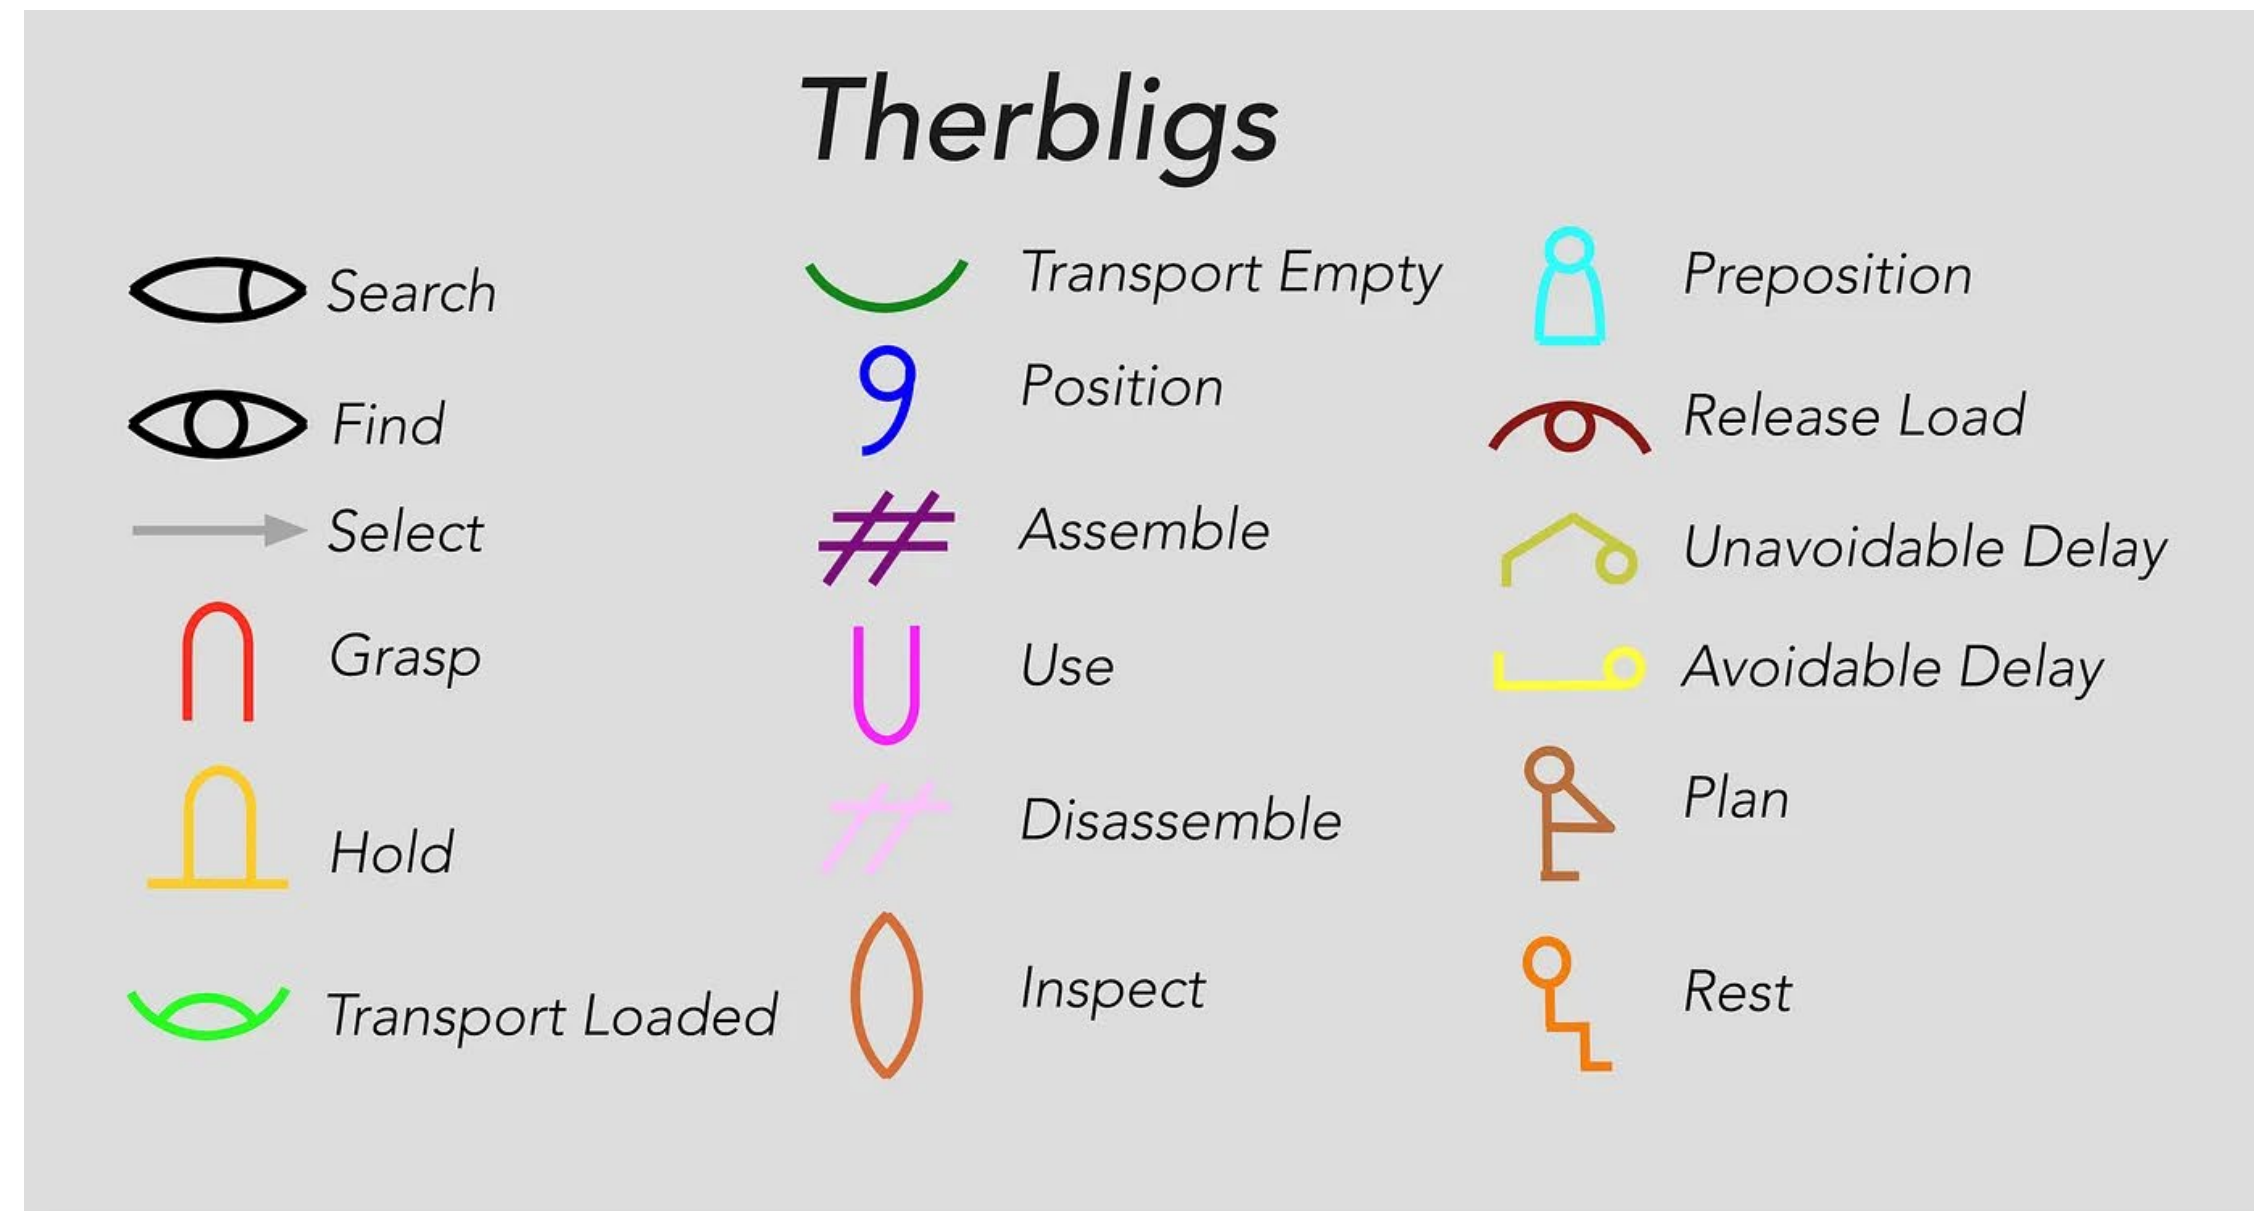 Therbligs
Search
Find
Select
Grasp
Hold
Transport Loaded
Transport Empty
Position
Assemble
Use
Disassemble
Inspect
Preposition
Release Load
Unavoidable Delay
Avoidable Delay
Plan
Rest